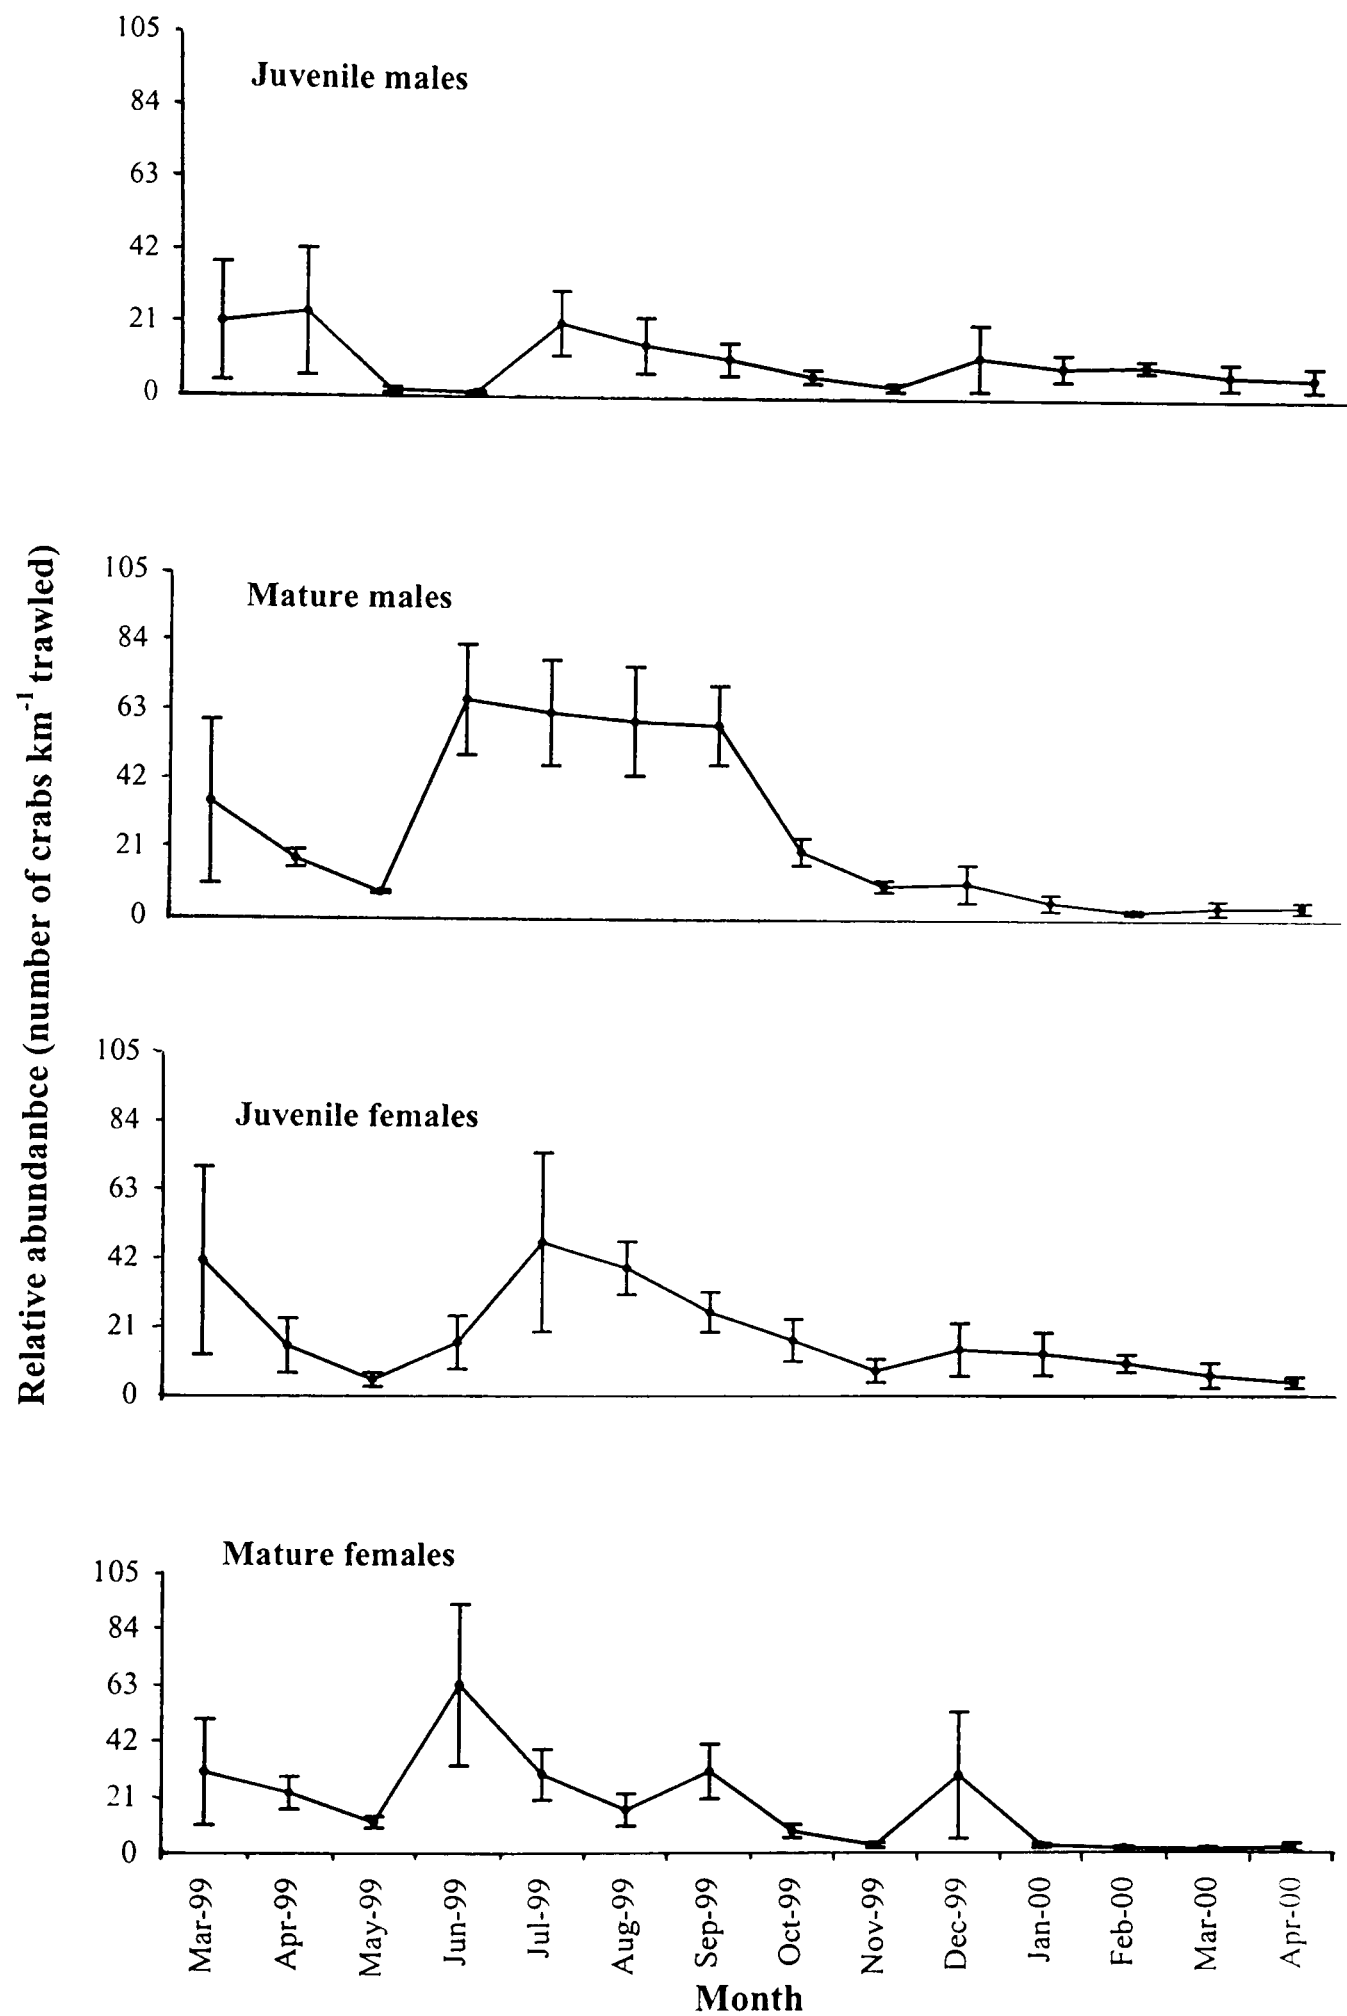 105
Juvenile males
84
63
42
21
0
105
Mature males
84
63
42
21
0
Relative abundanbce (number of crabs km⁻¹ trawled)
105
Juvenile females
84
63
42
21
0
Mature females
105
84
63
42
21
0
Mar-99
Apr-99
May-99
Jun-99
Jul-99
Aug-99
Sep-99
Oct-99
Nov-99
Dec-99
Jan-00
Feb-00
Mar-00
Apr-00
Month